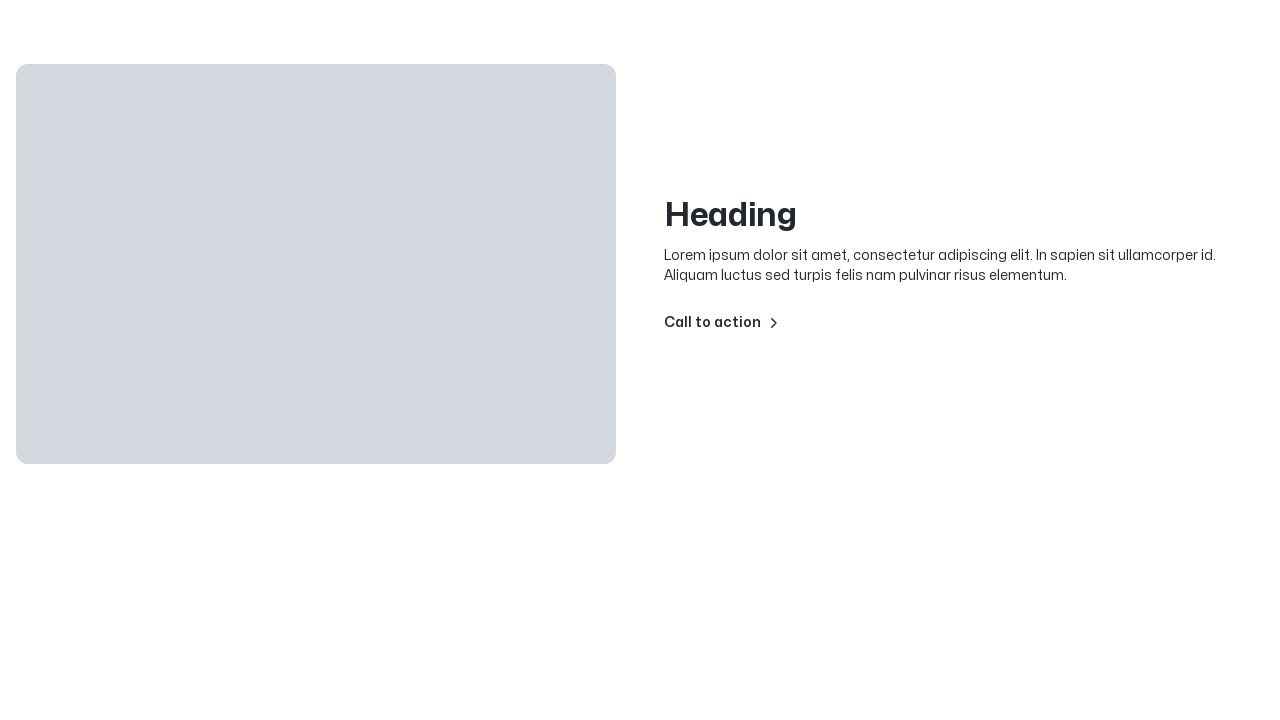 Heading
Lorem ipsum dolor sit amet, consectetur adipiscing elit. In sapien sit ullamcorper id.
Aliquam luctus sed turpis felis nam pulvinar risus elementum.
Call to action